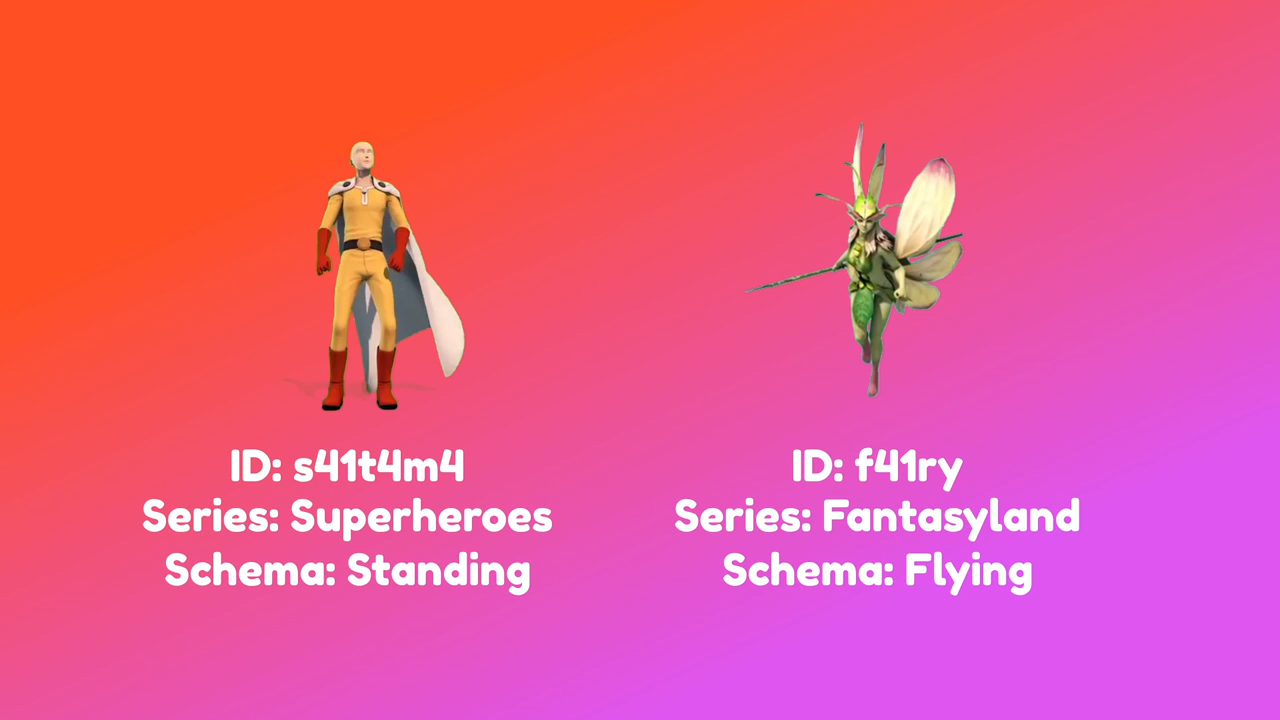 ID: s41t4m4
Series: Superheroes
Schema: Standing
ID: f41ry
Series: Fantasyland
Schema: Flying